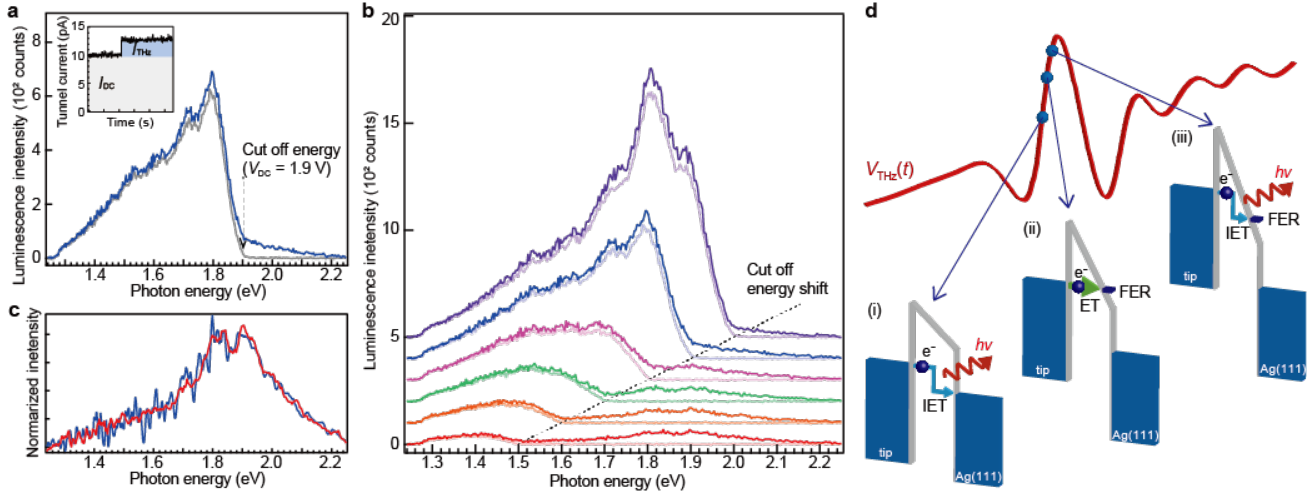 a
Luminescence inetensity (10² counts)
8
6
4
2
0
1.4
1.6
1.8
2.0
2.2
Photon energy (eV)
Tunnel current (pA)
15
10
5
0
I_THz
I_DC
Time (s)
Cut off energy
(V_DC = 1.9 V)
c
Normarized inetensity
1.4
1.6
1.8
2.0
2.2
Photon energy (eV)
b
Luminescence inetensity (10² counts)
20
15
10
5
0
1.3
1.4
1.5
1.6
1.7
1.8
1.9
2.0
2.1
2.2
Photon energy (eV)
Cut off
energy shift
d
V_THz(t)
(i)
e⁻
hν
IET
tip
Ag(111)
(ii)
e⁻
FER
ET
tip
Ag(111)
(iii)
e⁻
hν
FER
IET
tip
Ag(111)